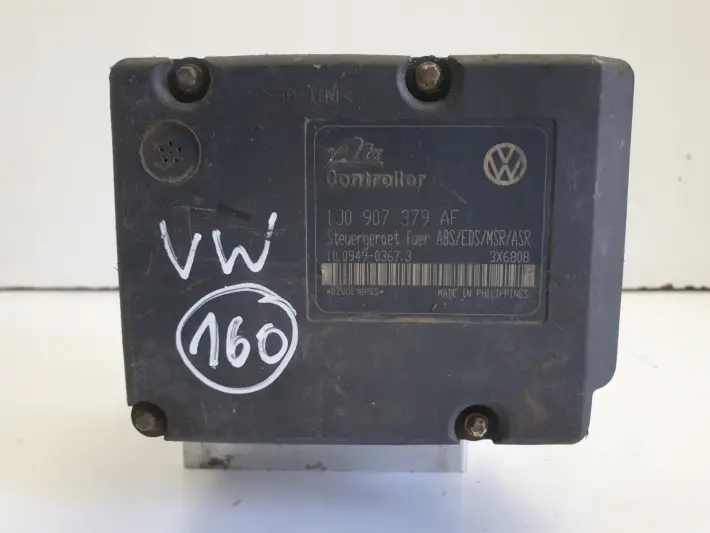 Ate
Controller
1J0 907 379 AF
Steuergeraet fuer ABS/EDS/MSR/ASR
10.0949-0367.3 3X6808
MADE IN PHILIPPINES
VW
160